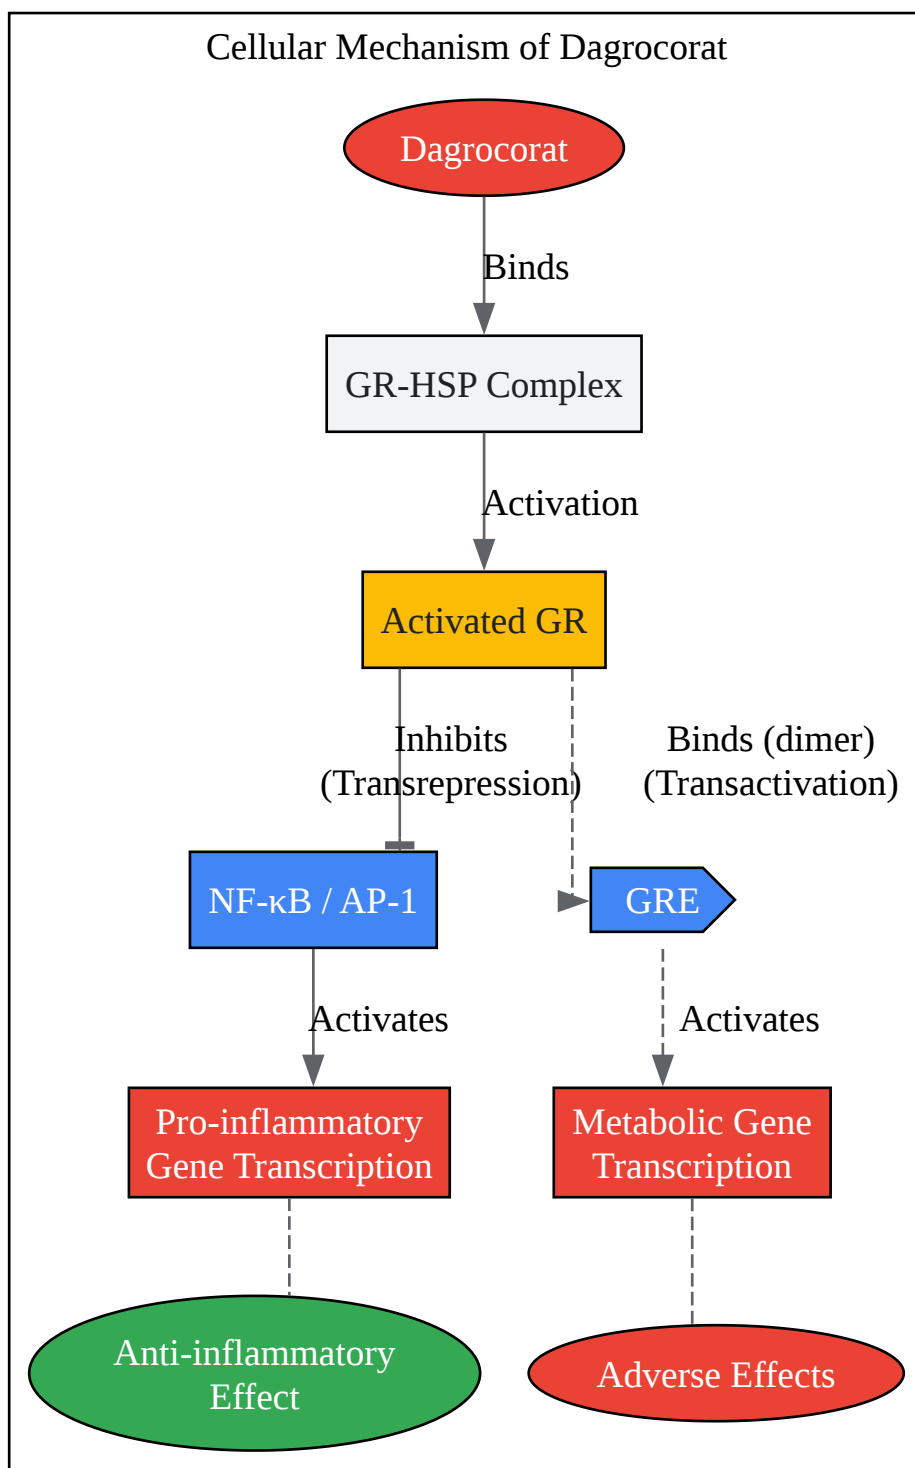 Cellular Mechanism of Dagrocorat
Dagrocorat
Binds
GR-HSP Complex
Activation
Activated GR
Inhibits
(Transrepression)
Binds (dimer)
(Transactivation)
NF-κB / AP-1
GRE
Activates
Activates
Pro-inflammatory
Gene Transcription
Metabolic Gene
Transcription
Anti-inflammatory
Effect
Adverse Effects